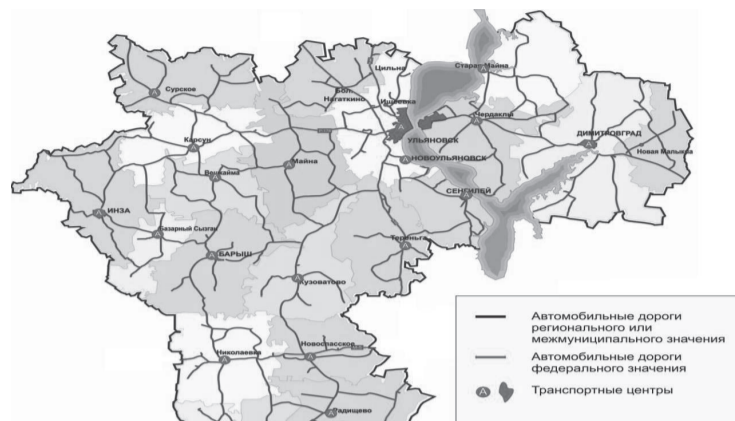 Цильна
Старая Майна
Сурское
Бол.
Нагаткино
Ишеевка
Чердаклы
УЛЬЯНОВСК
ДИМИТРОВГРАД
Карсун
Новая Малыкла
Майна
НОВОУЛЬЯНОВСК
Вешкайма
СЕНГИЛЕЙ
ИНЗА
Базарный Сызган
Тереньга
БАРЫШ
Кузоватово
Новоспасское
Николаевка
Радищево
Автомобильные дороги
регионального или
межмуниципального значения
Автомобильные дороги
федерального значения
А Транспортные центры